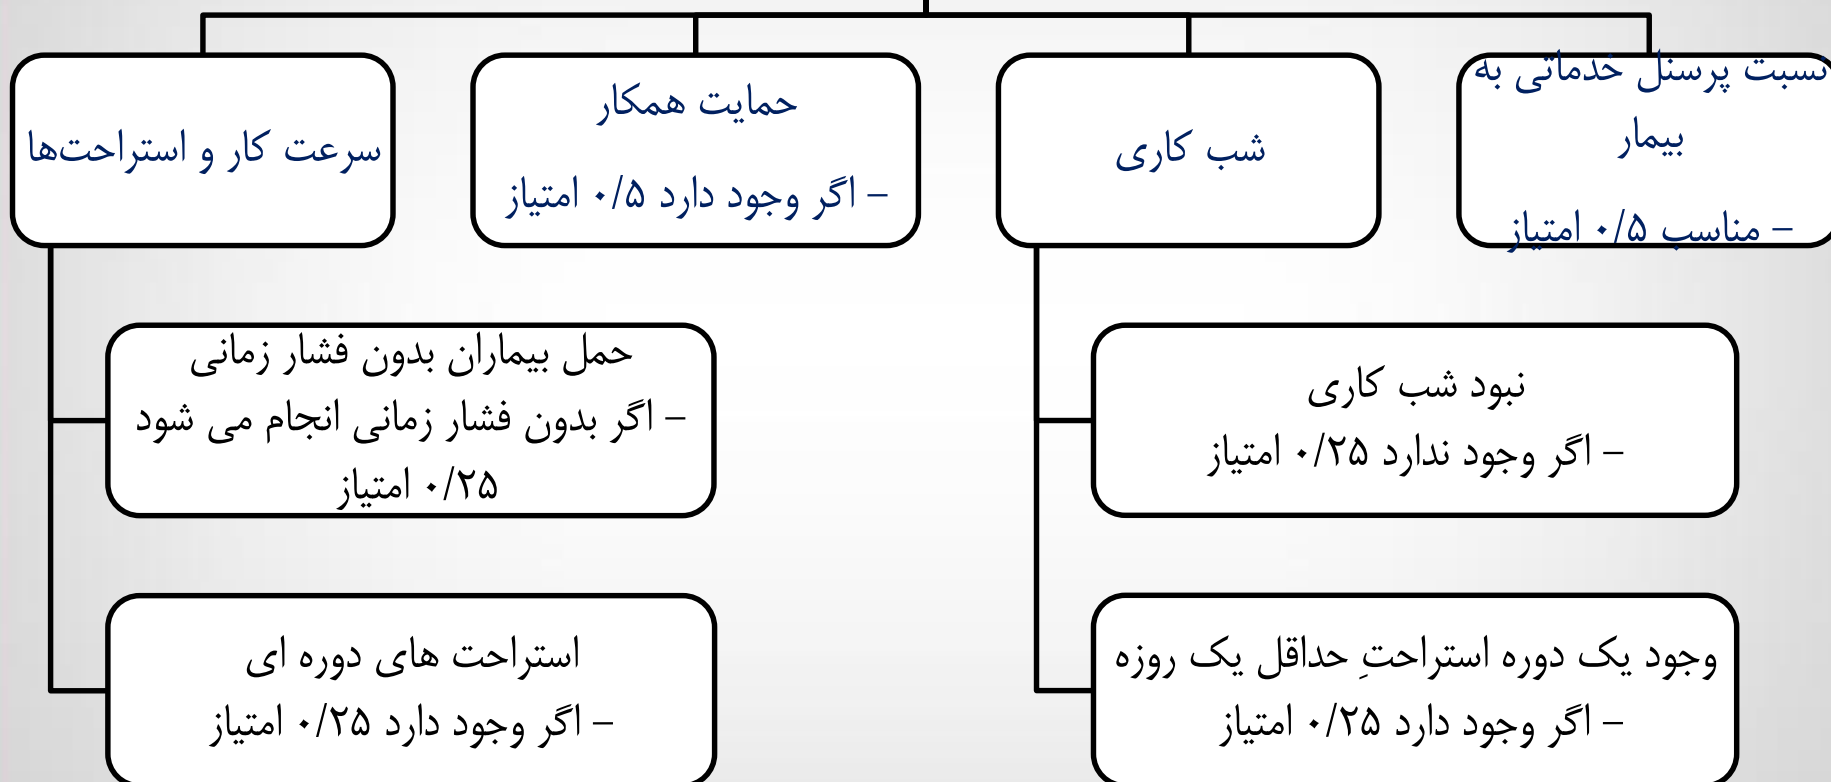 نسبت پرسنل خدماتی به
بیمار
– مناسب ۰/۵ امتیاز
شب کاری
حمایت همکار
– اگر وجود دارد ۰/۵ امتیاز
سرعت کار و استراحت‌ها
نبود شب کاری
– اگر وجود ندارد ۰/۲۵ امتیاز
وجود یک دوره استراحتِ حداقل یک روزه
– اگر وجود دارد ۰/۲۵ امتیاز
حمل بیماران بدون فشار زمانی
– اگر بدون فشار زمانی انجام می شود
۰/۲۵ امتیاز
استراحت های دوره ای
– اگر وجود دارد ۰/۲۵ امتیاز